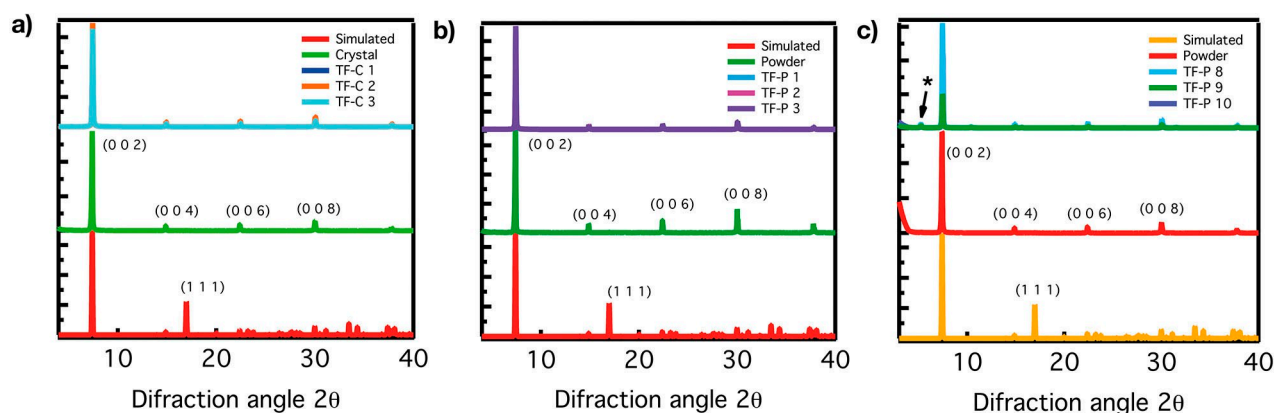 a)
Simulated
Crystal
TF-C 1
TF-C 2
TF-C 3
(0 0 2)
(0 0 4)
(0 0 6)
(0 0 8)
(1 1 1)
10
20
30
40
Difraction angle 2θ
b)
Simulated
Powder
TF-P 1
TF-P 2
TF-P 3
(0 0 2)
(0 0 4)
(0 0 6)
(0 0 8)
(1 1 1)
10
20
30
40
Difraction angle 2θ
c)
Simulated
Powder
TF-P 8
TF-P 9
TF-P 10
*
(0 0 2)
(0 0 4)
(0 0 6)
(0 0 8)
(1 1 1)
10
20
30
40
Difraction angle 2θ